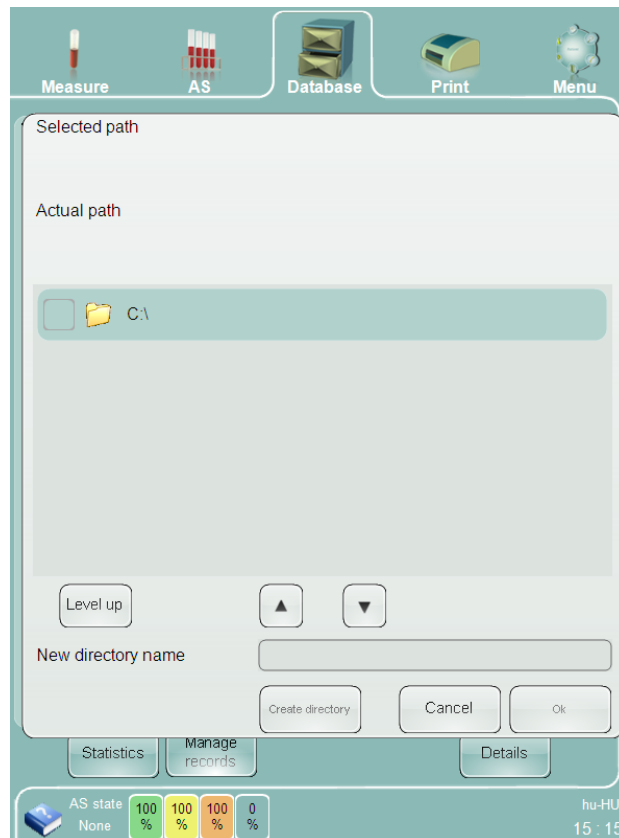 Measure AS Database Print Menu
Selected path
Actual path
C:\
Level up ▲ ▼
New directory name
Create directory Cancel Ok
Statistics Manage records Details
AS state None 100 % 100 % 100 % 0 % hu-HU 15 : 15